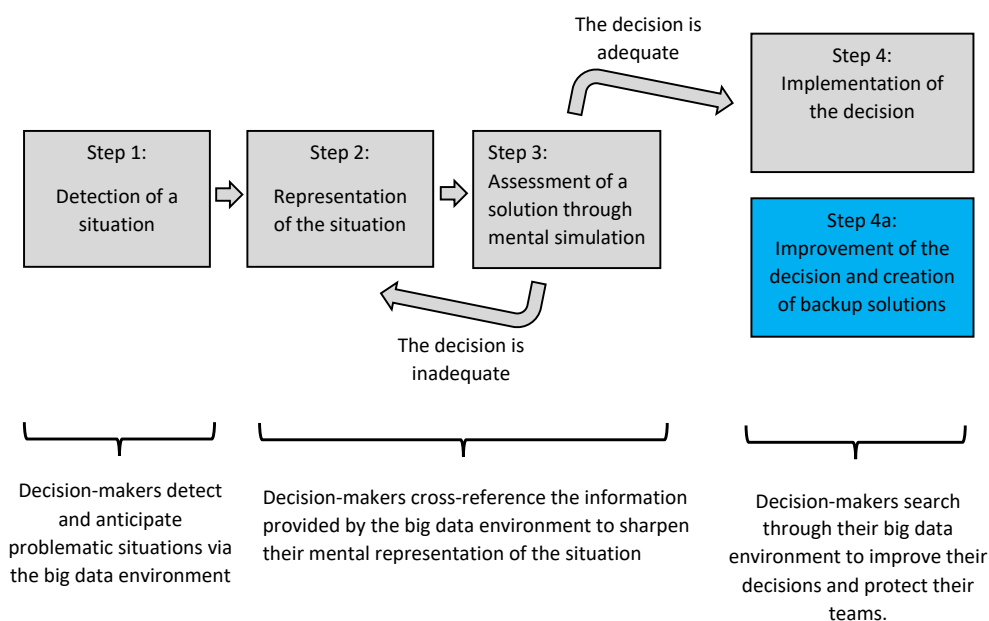 The decision is
adequate
Step 1:
Detection of a
situation
Step 2:
Representation
of the situation
Step 3:
Assessment of a
solution through
mental simulation
Step 4:
Implementation of
the decision
Step 4a:
Improvement of the
decision and creation
of backup solutions
The decision is
inadequate
Decision-makers detect
and anticipate
problematic situations via
the big data environment
Decision-makers cross-reference the information
provided by the big data environment to sharpen
their mental representation of the situation
Decision-makers search
through their big data
environment to improve their
decisions and protect their
teams.